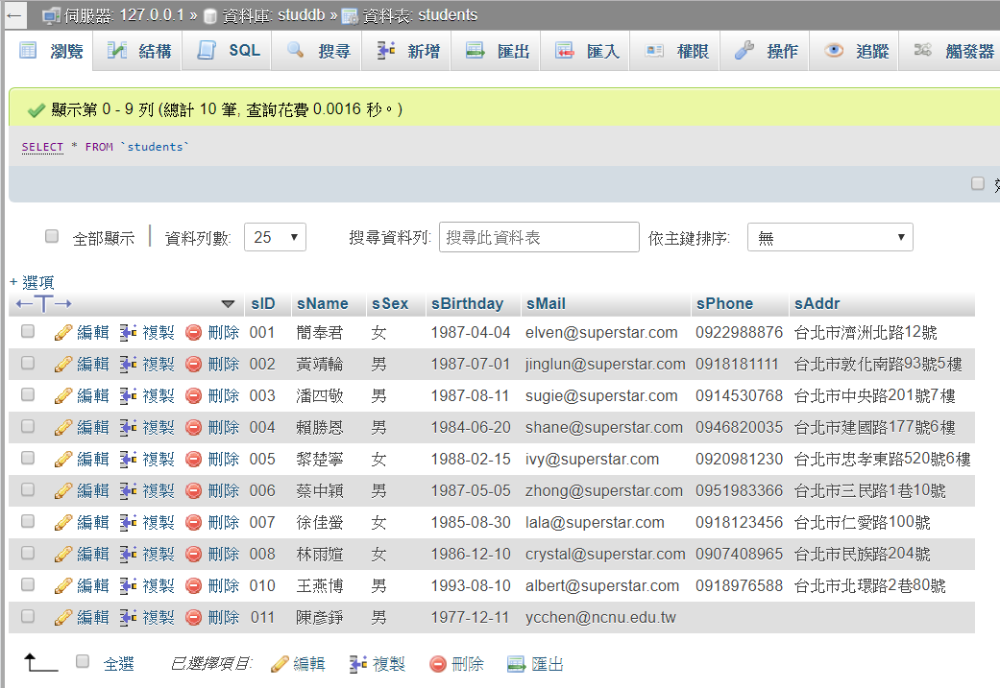 伺服器: 127.0.0.1 » 資料庫: studdb » 資料表: students
瀏覽 結構 SQL 搜尋 新增 匯出 匯入 權限 操作 追蹤 觸發器
顯示第 0 - 9 列 (總計 10 筆, 查詢花費 0.0016 秒。)
SELECT * FROM `students`
全部顯示 | 資料列數: 25 搜尋資料列: 搜尋此資料表 依主鍵排序: 無
+ 選項
←T→ sID sName sSex sBirthday sMail sPhone sAddr
編輯 複製 刪除 001 簡奉君 女 1987-04-04 elven@superstar.com 0922988876 台北市濟洲北路12號
編輯 複製 刪除 002 黃靖輪 男 1987-07-01 jinglun@superstar.com 0918181111 台北市敦化南路93號5樓
編輯 複製 刪除 003 潘四敬 男 1987-08-11 sugie@superstar.com 0914530768 台北市中央路201號7樓
編輯 複製 刪除 004 賴勝恩 男 1984-06-20 shane@superstar.com 0946820035 台北市建國路177號6樓
編輯 複製 刪除 005 黎楚寧 女 1988-02-15 ivy@superstar.com 0920981230 台北市忠孝東路520號6樓
編輯 複製 刪除 006 蔡中穎 男 1987-05-05 zhong@superstar.com 0951983366 台北市三民路1巷10號
編輯 複製 刪除 007 徐佳螢 女 1985-08-30 lala@superstar.com 0918123456 台北市仁愛路100號
編輯 複製 刪除 008 林雨媗 女 1986-12-10 crystal@superstar.com 0907408965 台北市民族路204號
編輯 複製 刪除 010 王燕博 男 1993-08-10 albert@superstar.com 0918976588 台北市北環路2巷80號
編輯 複製 刪除 011 陳彥錚 男 1977-12-11 ycchen@ncnu.edu.tw
全選 已選擇項目: 編輯 複製 刪除 匯出